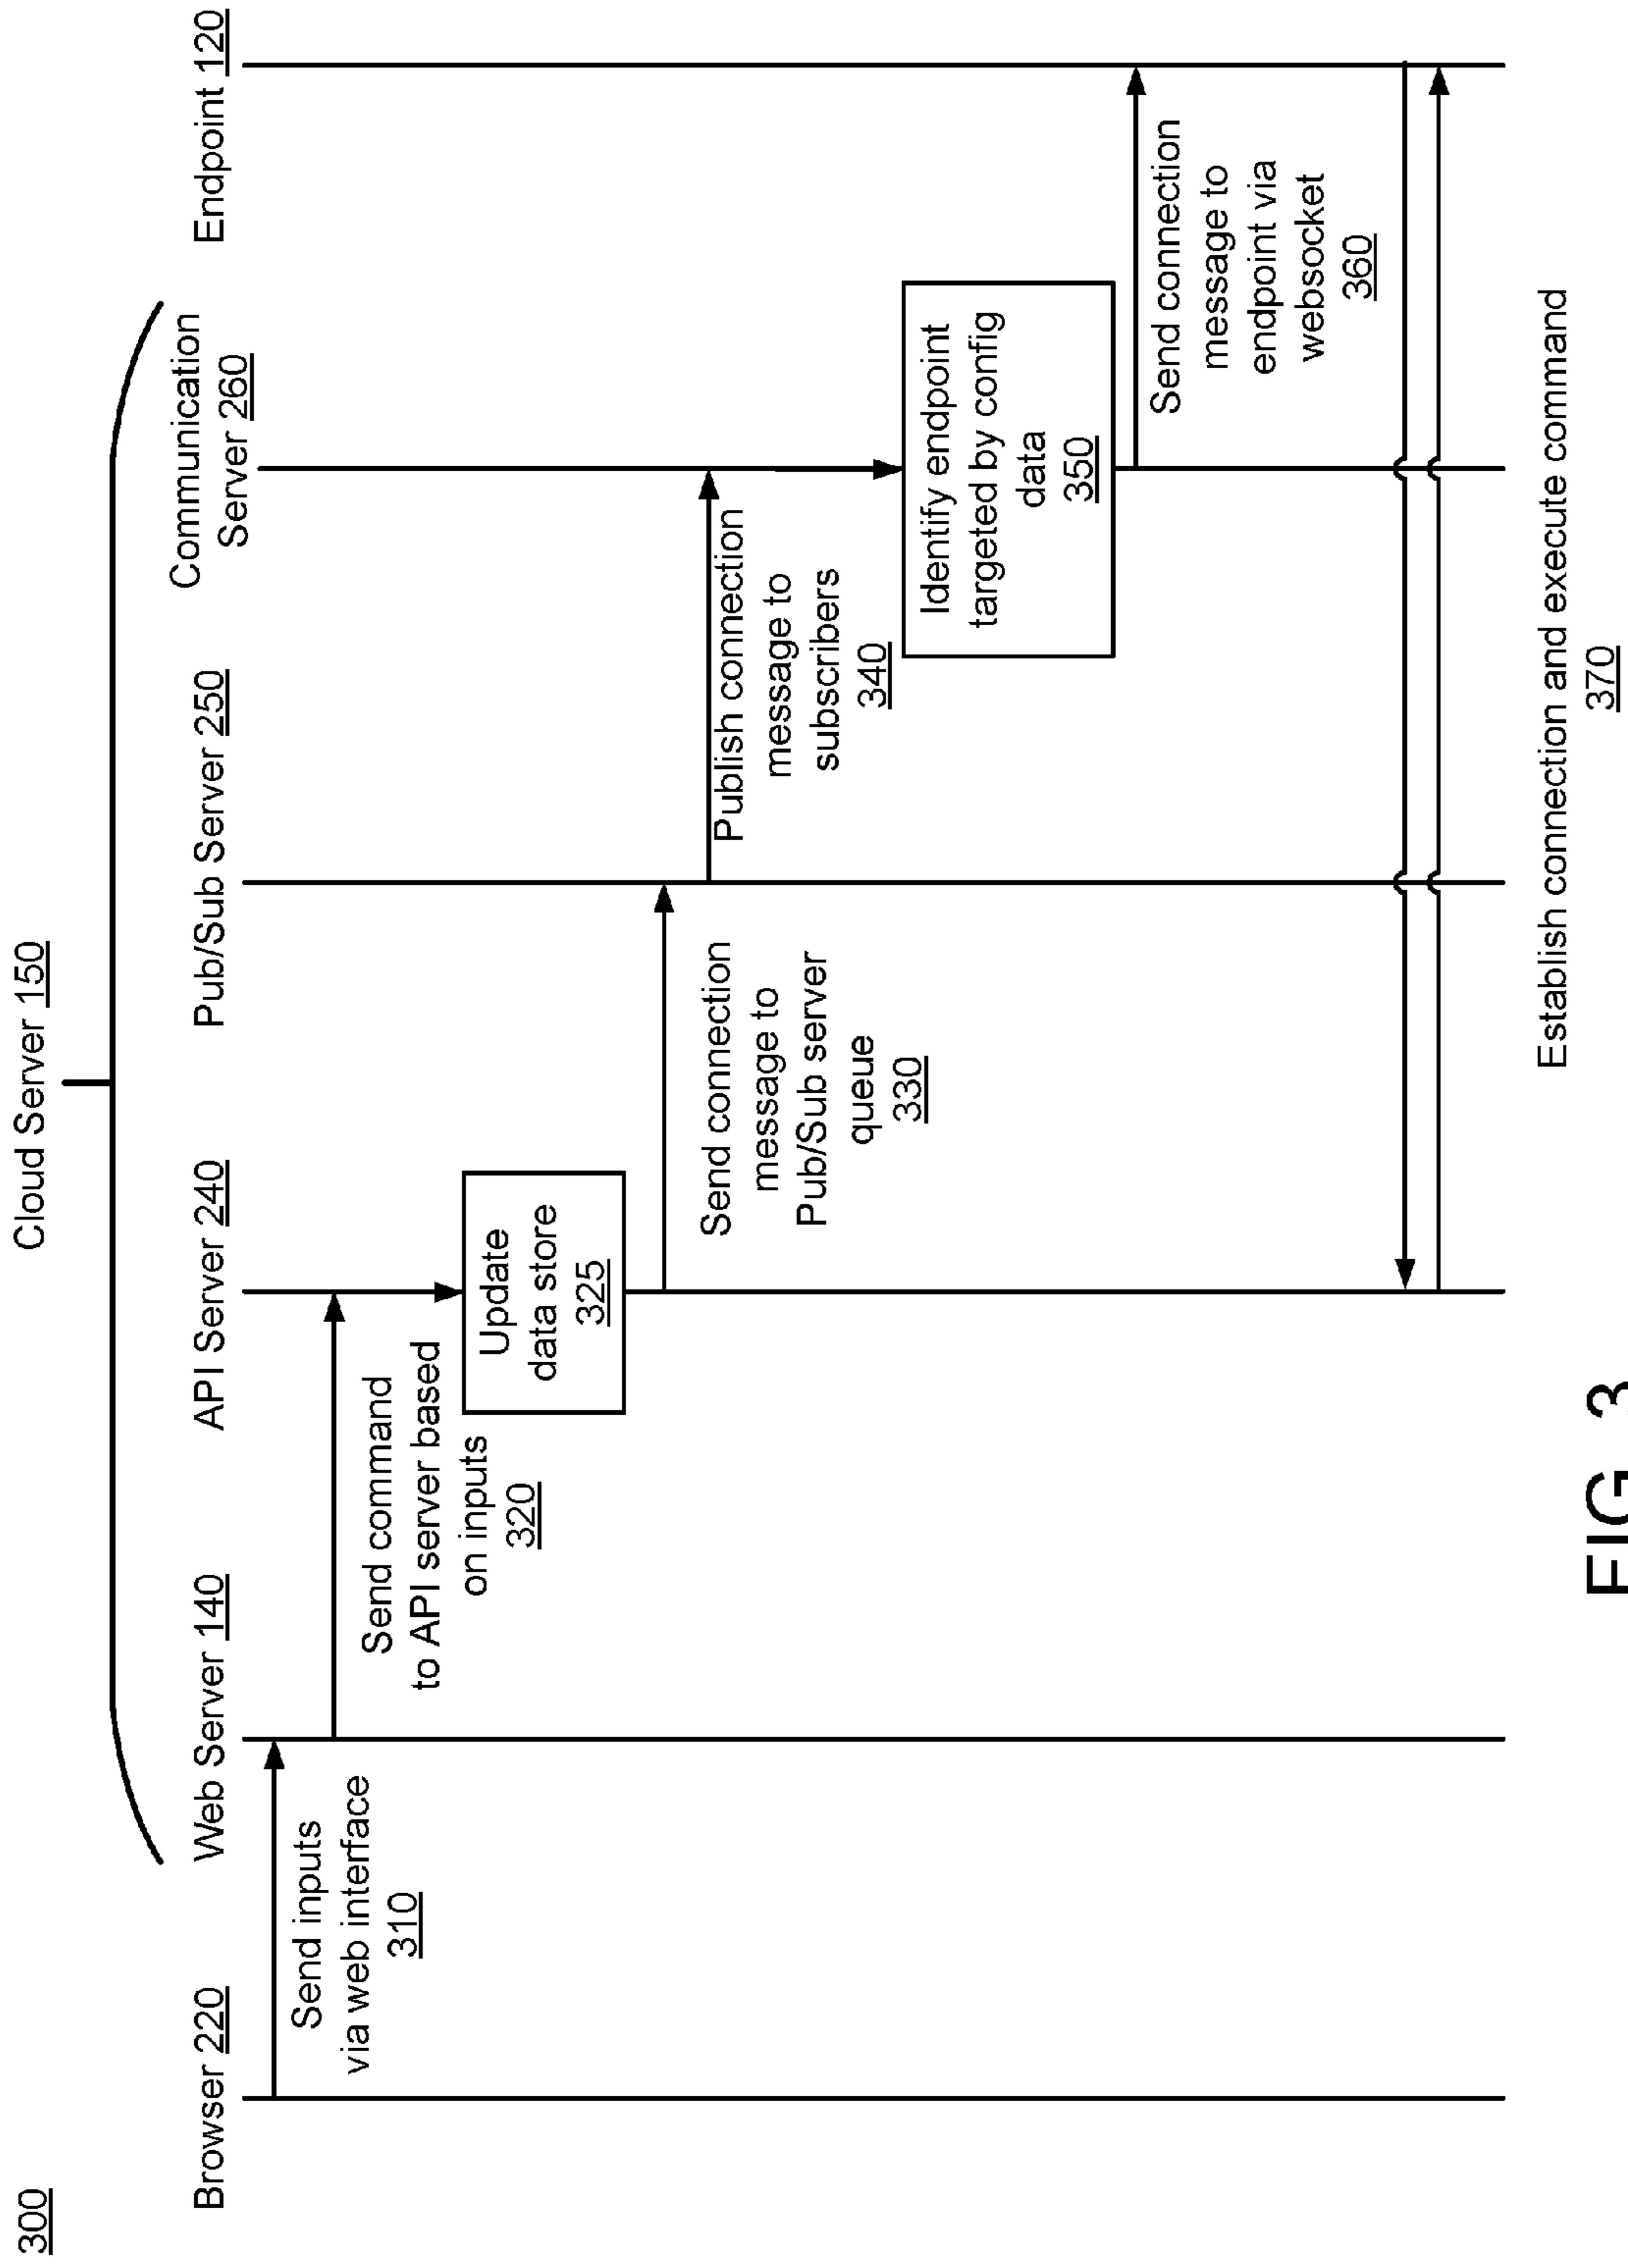 300
Cloud Server 150
Browser 220
Web Server 140
API Server 240
Pub/Sub Server 250
Communication
Server 260
Endpoint 120
Send inputs
via web interface
310
Send command
to API server based
on inputs
320
Update
data store
325
Send connection
message to
Pub/Sub server
queue
330
Publish connection
message to
subscribers
340
Identify endpoint
targeted by config
data
350
Send connection
message to
endpoint via
websocket
360
Establish connection and execute command
370
FIG. 3